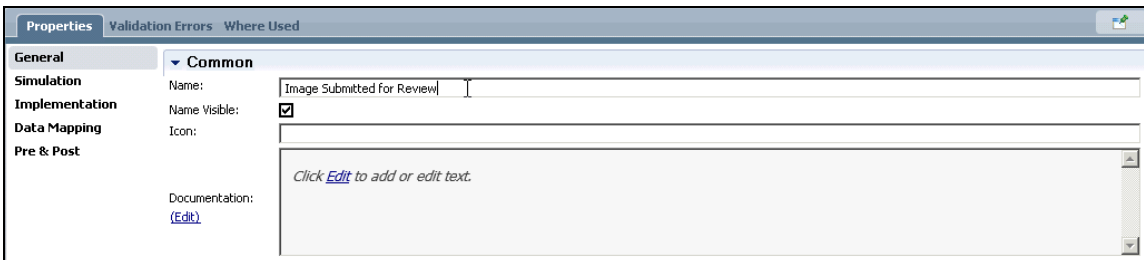 Properties Validation Errors Where Used
General
Simulation
Implementation
Data Mapping
Pre & Post
Common
Name: Image Submitted for Review
Name Visible:
Icon:
Documentation:
(Edit)
Click Edit to add or edit text.